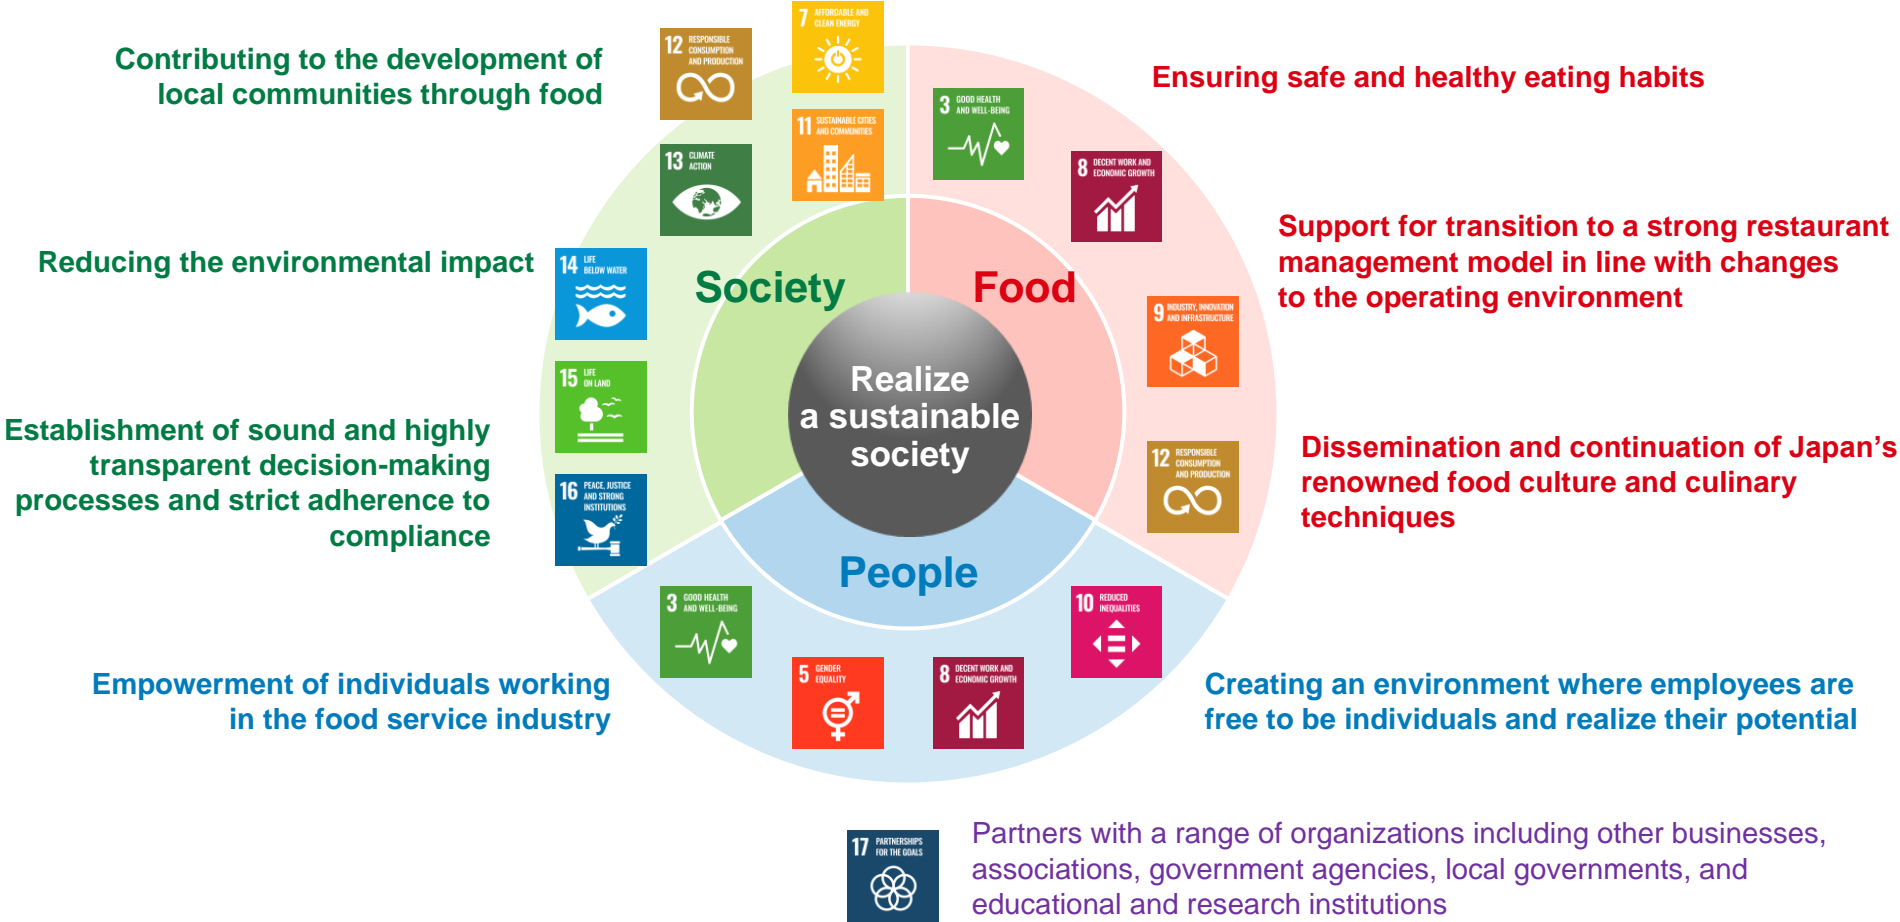 Contributing to the development of
local communities through food
Reducing the environmental impact
Establishment of sound and highly
transparent decision-making
processes and strict adherence to
compliance
Empowerment of individuals working
in the food service industry
12 RESPONSIBLE
CONSUMPTION
AND PRODUCTION
7 AFFORDABLE AND
CLEAN ENERGY
11 SUSTAINABLE CITIES
AND COMMUNITIES
13 CLIMATE
ACTION
14 LIFE
BELOW WATER
15 LIFE
ON LAND
16 PEACE, JUSTICE
AND STRONG
INSTITUTIONS
Society
Food
People
Realize
a sustainable
society
3 GOOD HEALTH
AND WELL-BEING
8 DECENT WORK AND
ECONOMIC GROWTH
9 INDUSTRY, INNOVATION
AND INFRASTRUCTURE
12 RESPONSIBLE
CONSUMPTION
AND PRODUCTION
3 GOOD HEALTH
AND WELL-BEING
5 GENDER
EQUALITY
8 DECENT WORK AND
ECONOMIC GROWTH
10 REDUCED
INEQUALITIES
Ensuring safe and healthy eating habits
Support for transition to a strong restaurant
management model in line with changes
to the operating environment
Dissemination and continuation of Japan's
renowned food culture and culinary
techniques
Creating an environment where employees are
free to be individuals and realize their potential
17 PARTNERSHIPS
FOR THE GOALS
Partners with a range of organizations including other businesses,
associations, government agencies, local governments, and
educational and research institutions